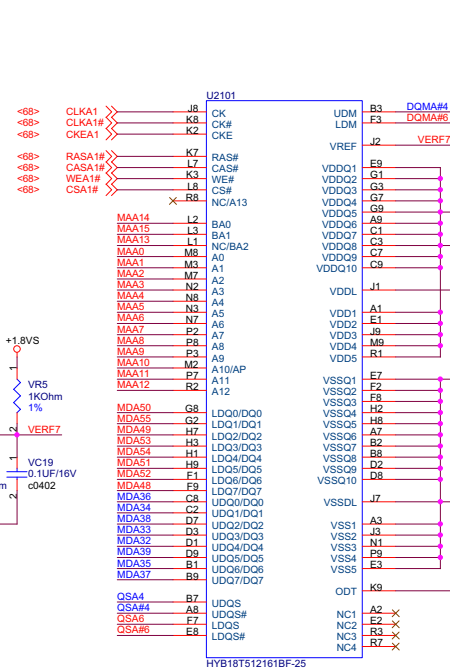 U2101
<68> CLKA1 J8 CK UDM B3 DQMA#4
<68> CLKA1# K8 CK# LDM F3 DQMA#6
<68> CKEA1 K2 CKE
VREF J2 VERF7
<68> RASA1# K7 RAS#
<68> CASA1# L7 CAS# VDDQ1 E9
<68> WEA1# K3 WE# VDDQ2 G1
<68> CSA1# L8 CS# VDDQ3 G3
R8 NC/A13 VDDQ4 G7
VDDQ5 G9
MAA14 L2 BA0 VDDQ6 A9
MAA15 L3 BA1 VDDQ7 C1
MAA13 L1 NC/BA2 VDDQ8 C3
MAA0 M8 A0 VDDQ9 C7
MAA1 M3 A1 VDDQ10 C9
MAA2 M7 A2
MAA3 N2 A3 VDDL J1
MAA4 N8 A4
MAA5 N3 A5 VDD1 A1
MAA6 N7 A6 VDD2 E1
MAA7 P2 A7 VDD3 J9
MAA8 P8 A8 VDD4 M9
MAA9 P3 A9 VDD5 R1
MAA10 M2 A10/AP
MAA11 P7 A11 VSSQ1 E7
MAA12 R2 A12 VSSQ2 F2
VSSQ3 F8
MDA50 G8 LDQ0/DQ0 VSSQ4 H2
MDA55 G2 LDQ1/DQ1 VSSQ5 H8
MDA49 H7 LDQ2/DQ2 VSSQ6 A7
MDA53 H3 LDQ3/DQ3 VSSQ7 B2
MDA54 H1 LDQ4/DQ4 VSSQ8 B8
MDA51 H9 LDQ5/DQ5 VSSQ9 D2
MDA52 F1 LDQ6/DQ6 VSSQ10 D8
MDA48 F9 LDQ7/DQ7
MDA36 C8 UDQ0/DQ0 VSSDL J7
MDA34 C2 UDQ1/DQ1
MDA38 D7 UDQ2/DQ2 VSS1 A3
MDA33 D3 UDQ3/DQ3 VSS2 J3
MDA32 D1 UDQ4/DQ4 VSS3 N1
MDA39 D9 UDQ5/DQ5 VSS4 P9
MDA35 B1 UDQ6/DQ6 VSS5 E3
MDA37 B9 UDQ7/DQ7
ODT K9
QSA4 B7 UDQS
QSA#4 A8 UDQS# NC1 A2
QSA6 F7 LDQS NC2 E2
QSA#6 E8 LDQS# NC3 R3
NC4 R7
HYB18T512161BF-25
+1.8VS
1
VR5
1KOhm
1%
2
VERF7
1
VC19
0.1UF/16V
m c0402
2